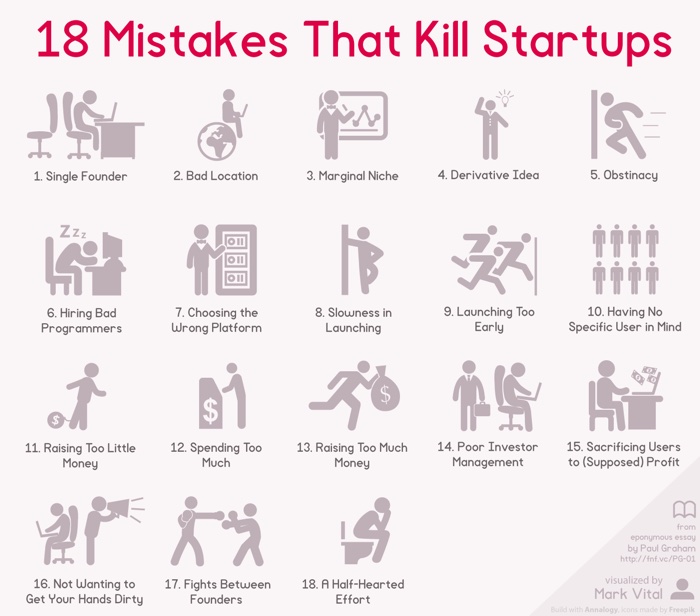 18 Mistakes That Kill Startups
1. Single Founder
2. Bad Location
3. Marginal Niche
4. Derivative Idea
5. Obstinacy
Zzz
6. Hiring Bad
Programmers
7. Choosing the
Wrong Platform
8. Slowness in
Launching
9. Launching Too
Early
10. Having No
Specific User in Mind
$
11. Raising Too Little
Money
$
12. Spending Too
Much
$
13. Raising Too Much
Money
14. Poor Investor
Management
15. Sacrificing Users
to (Supposed) Profit
16. Not Wanting to
Get Your Hands Dirty
17. Fights Between
Founders
18. A Half-Hearted
Effort
from
eponymous essay
by Paul Graham
http://fnf.vc/PG-01
visualized by
Mark Vital
Build with Annalogy, icons made by Freepik